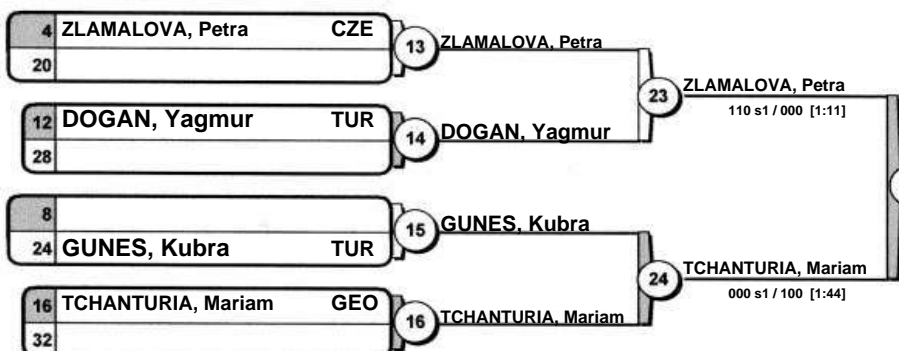 4 ZLAMALOVA, Petra CZE
20
13 ZLAMALOVA, Petra
12 DOGAN, Yagmur TUR
28
14 DOGAN, Yagmur
23 ZLAMALOVA, Petra
110 s1 / 000 [1:11]
8
24 GUNES, Kubra TUR
15 GUNES, Kubra
16 TCHANTURIA, Mariam GEO
32
16 TCHANTURIA, Mariam
24 TCHANTURIA, Mariam
000 s1 / 100 [1:44]